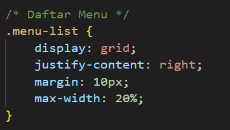 /* Daftar Menu */
.menu-list {
    display: grid;
    justify-content: right;
    margin: 10px;
    max-width: 20%;
}